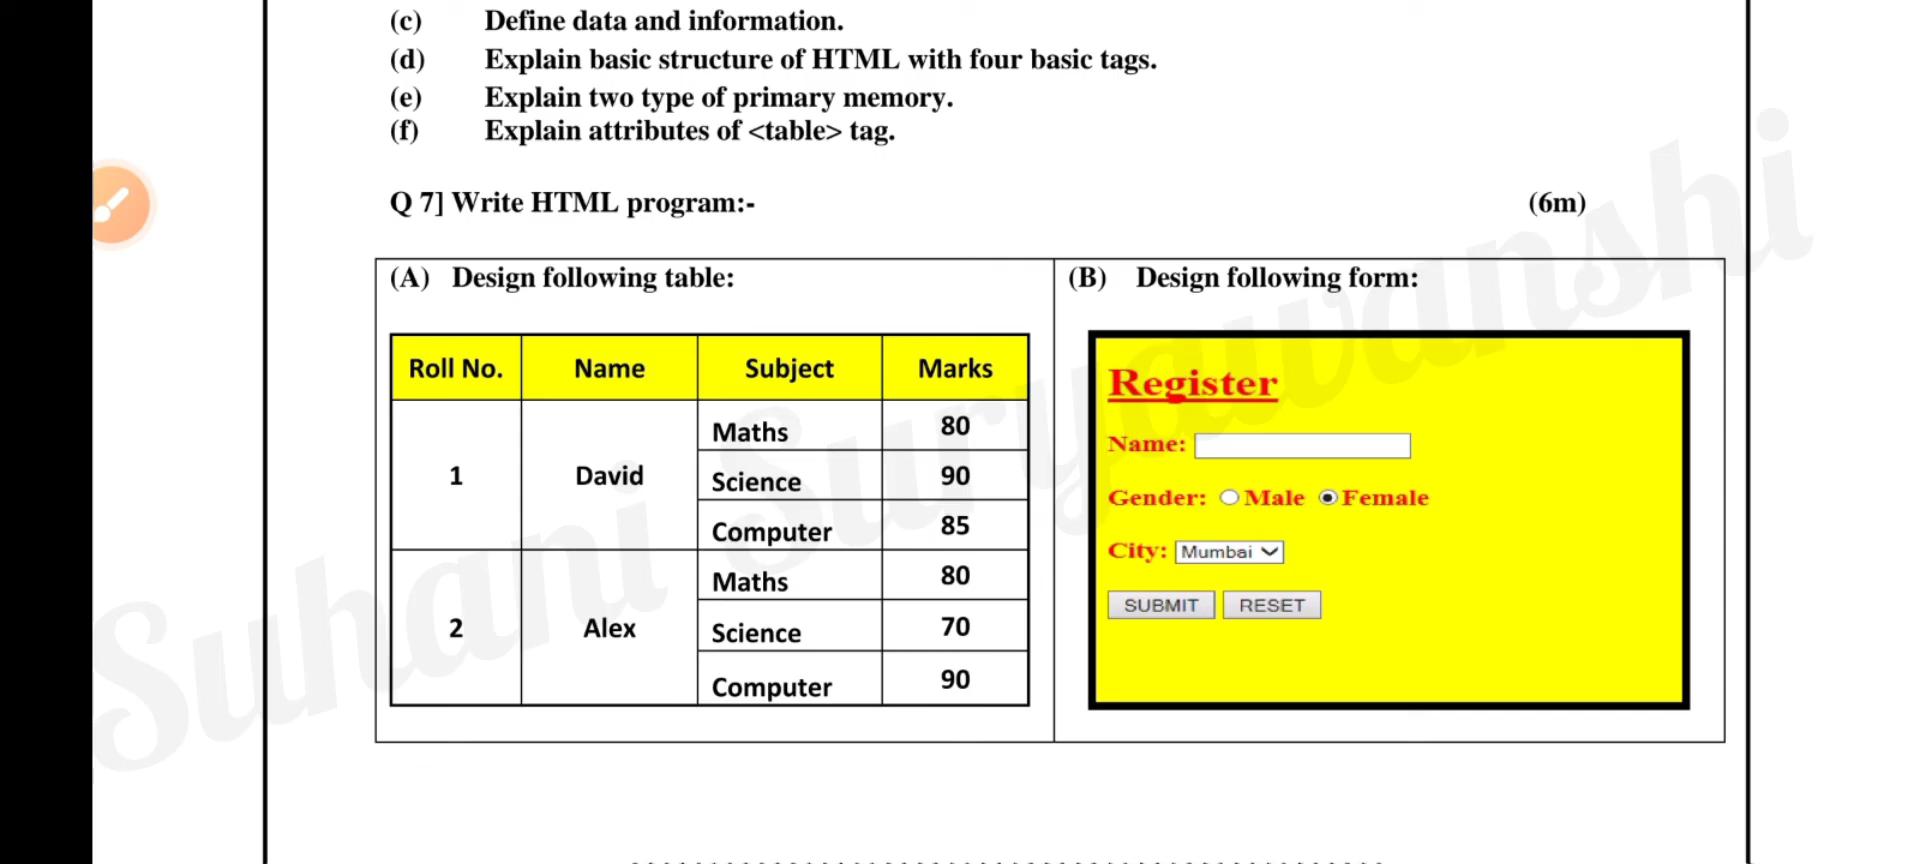 (c) Define data and information.
(d) Explain basic structure of HTML with four basic tags.
(e) Explain two type of primary memory.
(f) Explain attributes of <table> tag.
Q 7] Write HTML program:- (6m)
(A) Design following table:
Roll No. Name Subject Marks
1 David
Maths 80
Science 90
Computer 85
2 Alex
Maths 80
Science 70
Computer 90
(B) Design following form:
Register
Name:
Gender: Male Female
City: Mumbai
SUBMIT RESET
Suhani Suryawanshi